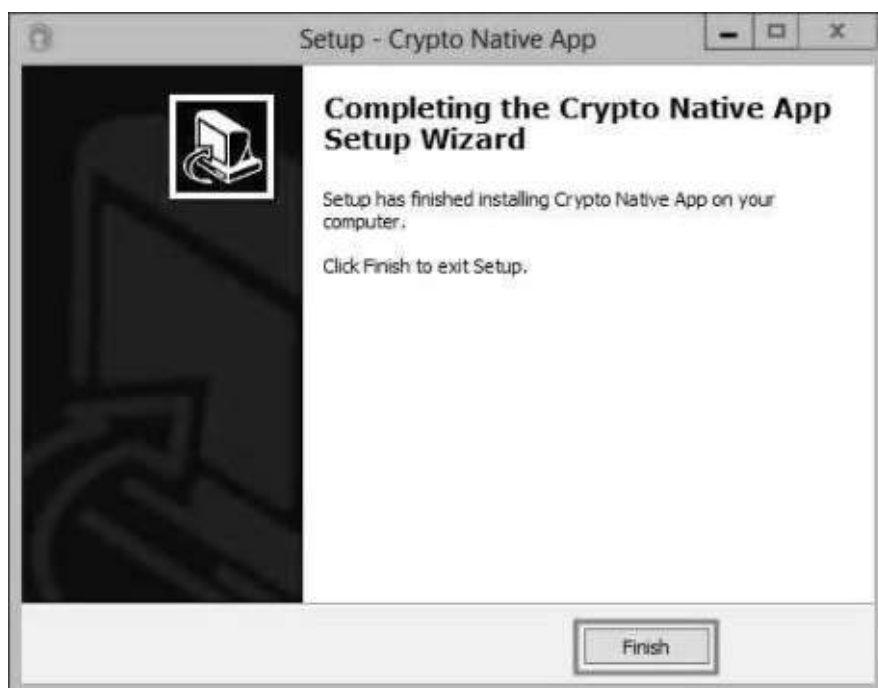 Setup - Crypto Native App
Completing the Crypto Native App
Setup Wizard
Setup has finished installing Crypto Native App on your
computer.
Click Finish to exit Setup.
Finish